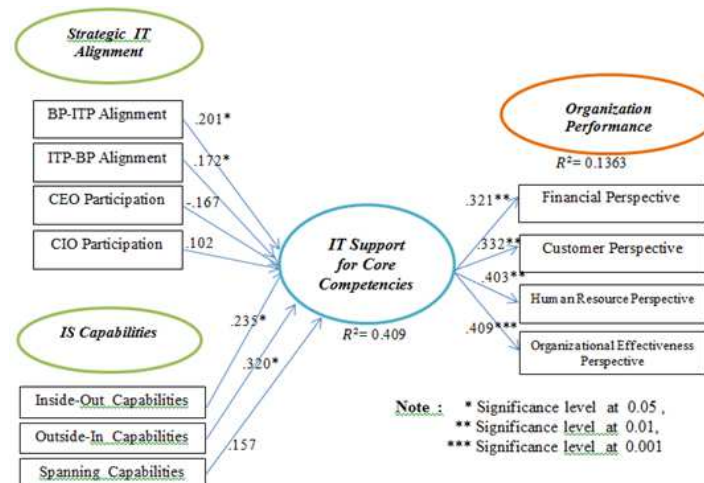 Strategic IT
Alignment
BP-ITP Alignment
ITP-BP Alignment
CEO Participation
CIO Participation
.201*
.172*
-.167
.102
IS Capabilities
Inside-Out Capabilities
Outside-In Capabilities
Spanning Capabilities
.235*
.320*
.157
IT Support
for Core
Competencies
R²= 0.409
Organization
Performance
R²= 0.1363
.321**
.332**
.403**
.409***
Financial Perspective
Customer Perspective
Human Resource Perspective
Organizational Effectiveness
Perspective
Note : * Significance level at 0.05 ,
** Significance level at 0.01,
*** Significance level at 0.001